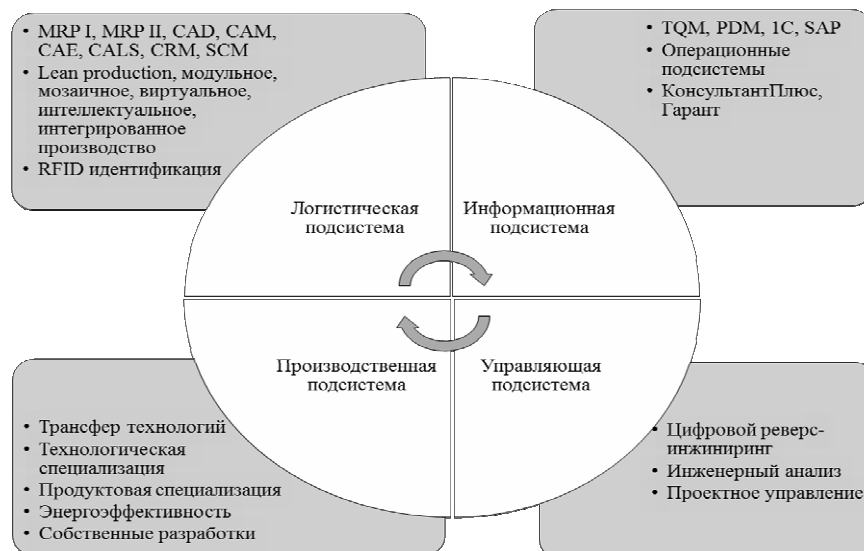 • MRP I, MRP II, CAD, CAM,
CAE, CALS, CRM, SCM
• Lean production, модульное,
мозаичное, виртуальное,
интеллектуальное,
интегрированное
производство
• RFID идентификация
• TQM, PDM, 1C, SAP
• Операционные
подсистемы
• КонсультантПлюс,
Гарант
Логистическая
подсистема
Информационная
подсистема
Производственная
подсистема
Управляющая
подсистема
• Трансфер технологий
• Технологическая
специализация
• Продуктовая специализация
• Энергоэффективность
• Собственные разработки
• Цифровой реверс-
инжиниринг
• Инженерный анализ
• Проектное управление